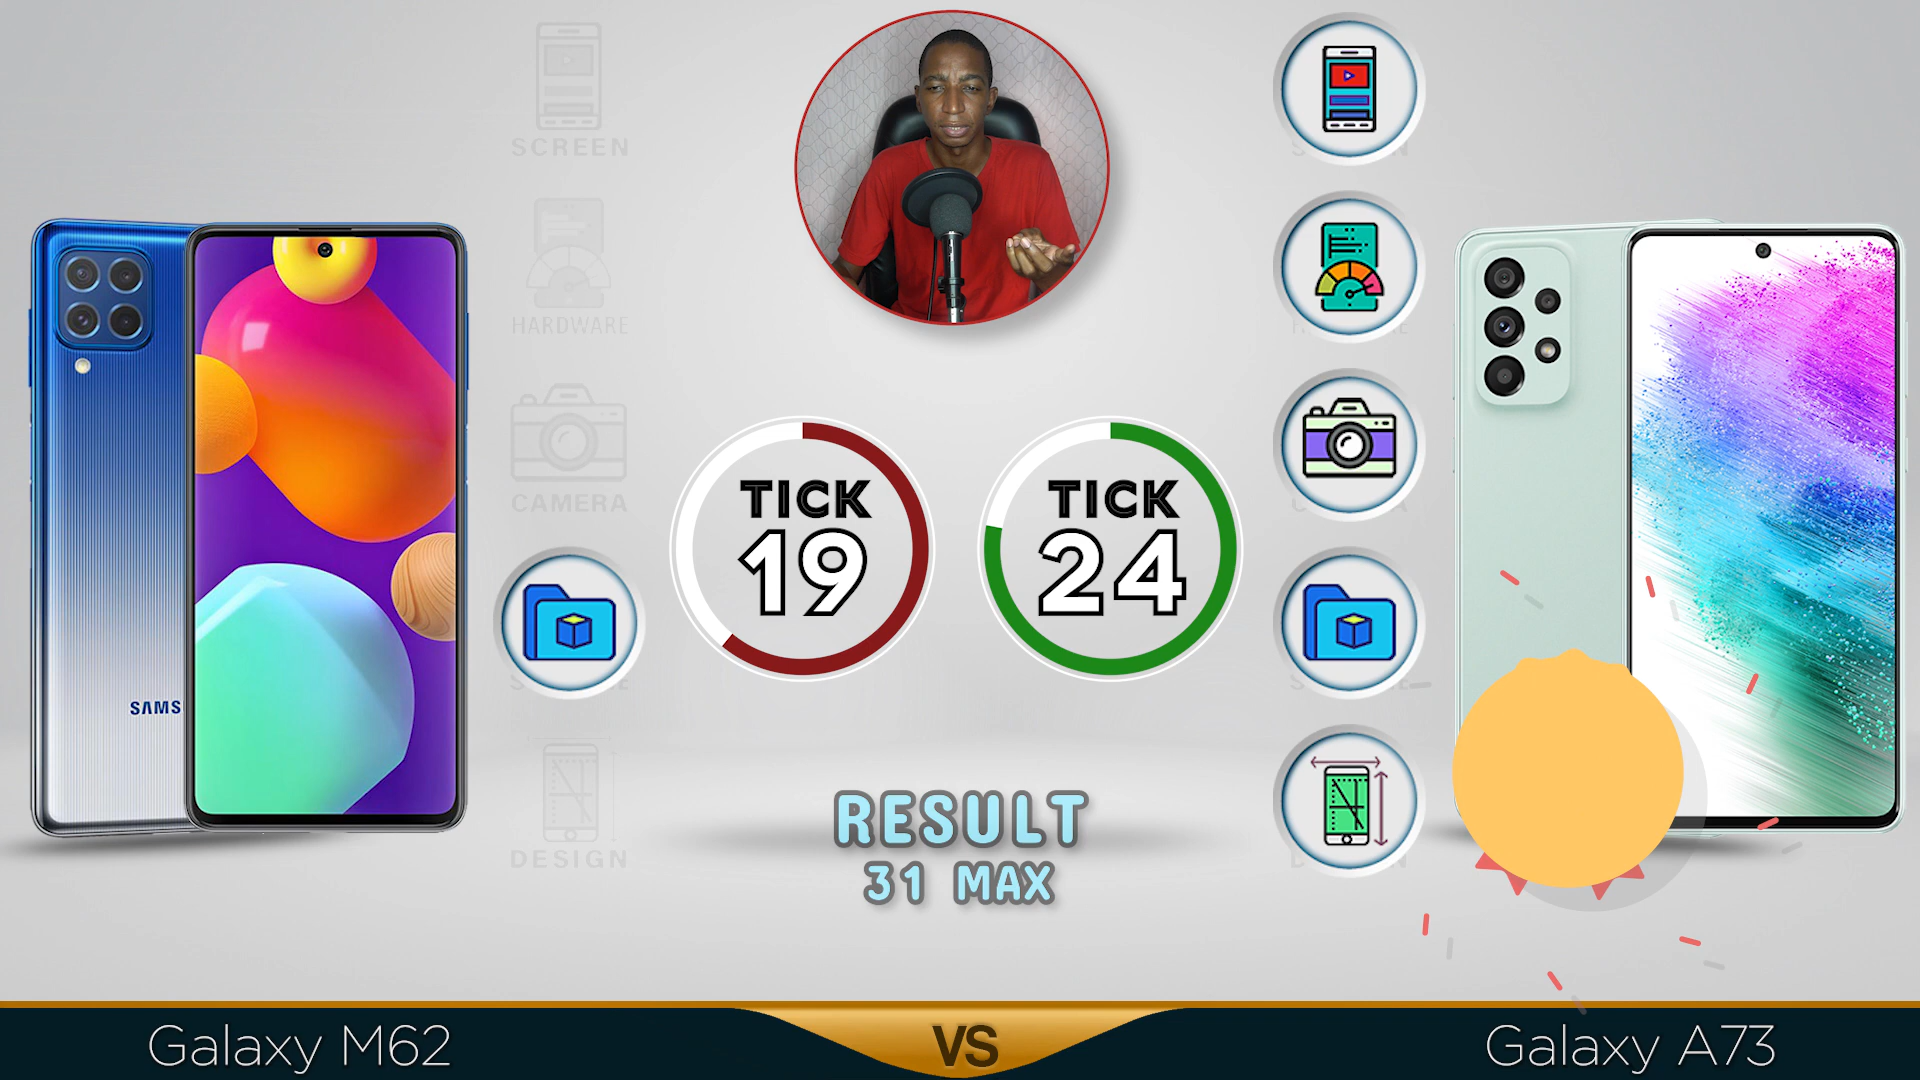 SCREEN
HARDWARE
CAMERA
DESIGN
SAMS
TICK
19
TICK
24
RESULT
31 MAX
Galaxy M62
VS
Galaxy A73